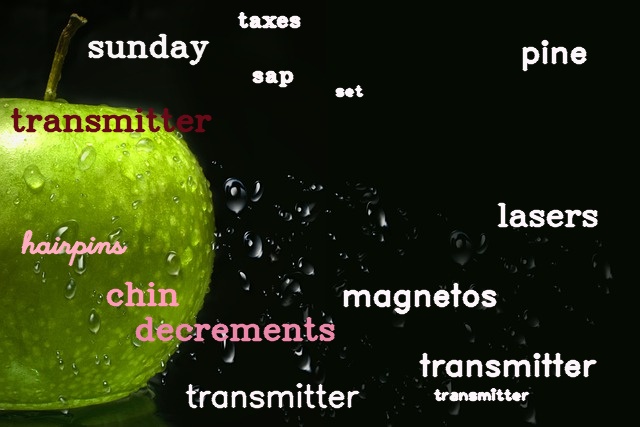 taxes
sunday
pine
sap
set
transmitter
lasers
hairpins
chin
magnetos
decrements
transmitter
transmitter
transmitter